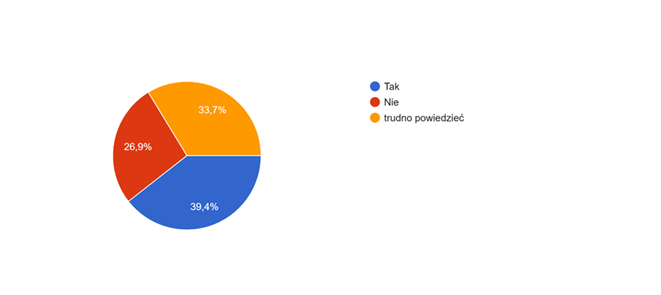 33,7%
26,9%
39,4%
Tak
Nie
trudno powiedzieć